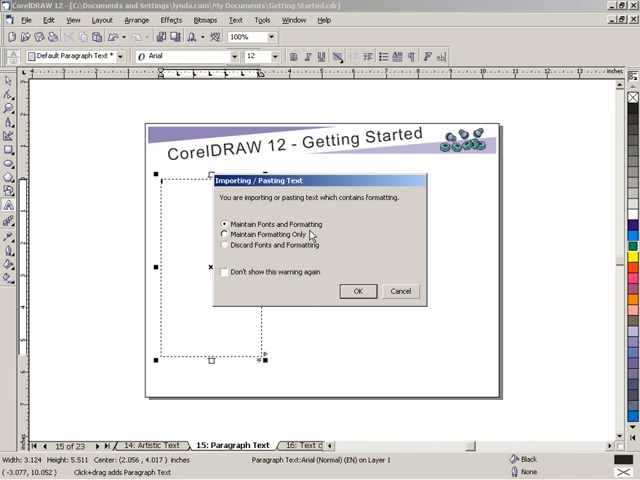 CorelDRAW 12 - [C:\Documents and Settings\lynda.com\My Documents\Getting Started.cdr]
File Edit View Layout Arrange Effects Bitmaps Text Tools Window Help
100%
Default Paragraph Text* Arial 12
inches
CorelDRAW 12 - Getting Started
Importing / Pasting Text
You are importing or pasting text which contains formatting.
Maintain Fonts and Formatting
Maintain Formatting Only
Discard Fonts and Formatting
Don't show this warning again
OK Cancel
15 of 23 14: Artistic Text 15: Paragraph Text
Width: 3.124 Height: 5.511 Center: (2.056 , 4.017 ) inches Paragraph Text:Arial (Normal) (EN) on Layer 1 Black
( -3.077, 10.052 ) Click+drag adds Paragraph Text None